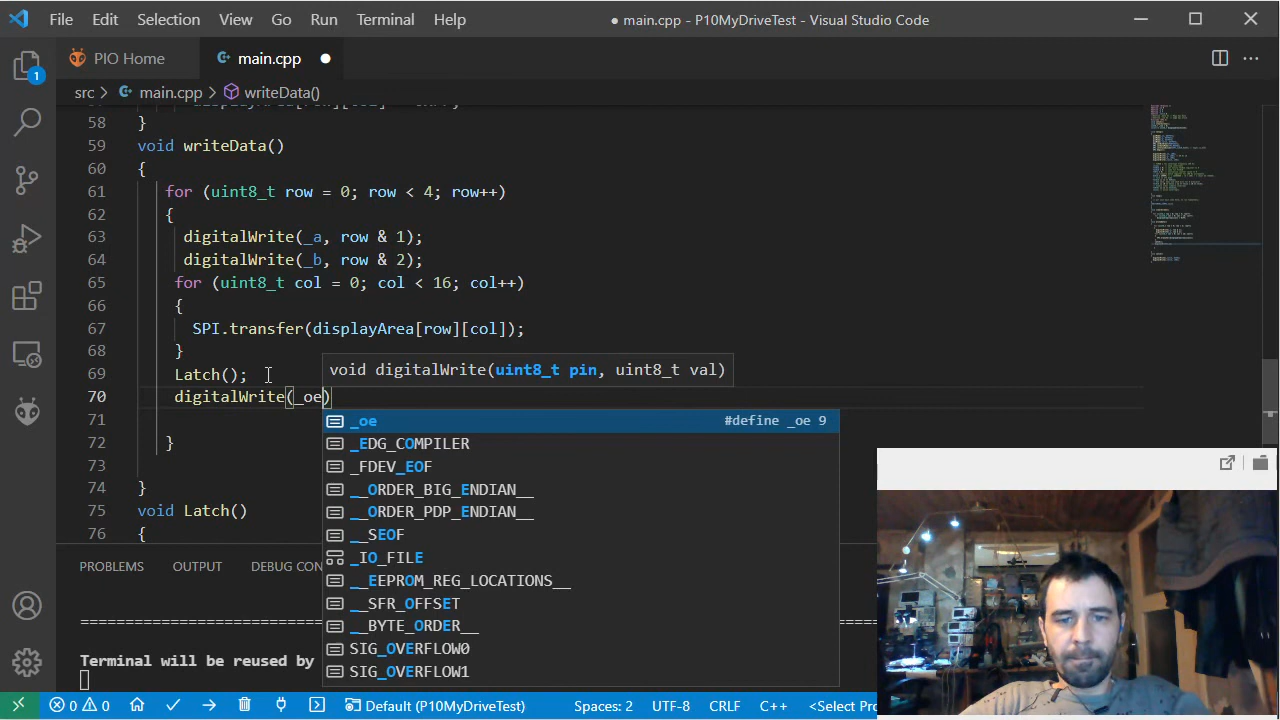 File Edit Selection View Go Run Terminal Help
● main.cpp - P10MyDriveTest - Visual Studio Code
PIO Home
main.cpp
1
src > main.cpp > writeData()
58 }
59 void writeData()
60 {
61 for (uint8_t row = 0; row < 4; row++)
62 {
63 digitalWrite(_a, row & 1);
64 digitalWrite(_b, row & 2);
65 for (uint8_t col = 0; col < 16; col++)
66 {
67 SPI.transfer(displayArea[row][col]);
68 }
void digitalWrite(uint8_t pin, uint8_t val)
69 Latch();
70 digitalWrite(_oe)
_oe #define _oe 9
71
_EDG_COMPILER
72 }
_FDEV_EOF
73
__ORDER_BIG_ENDIAN__
74 }
__ORDER_PDP_ENDIAN__
75 void Latch()
__SEOF
76 {
_IO_FILE
PROBLEMS OUTPUT DEBUG CON
__EEPROM_REG_LOCATIONS__
__SFR_OFFSET
__BYTE_ORDER__
SIG_OVERFLOW0
Terminal will be reused by
SIG_OVERFLOW1
0 0 Default (P10MyDriveTest) Spaces: 2 UTF-8 CRLF C++ <Select Pro